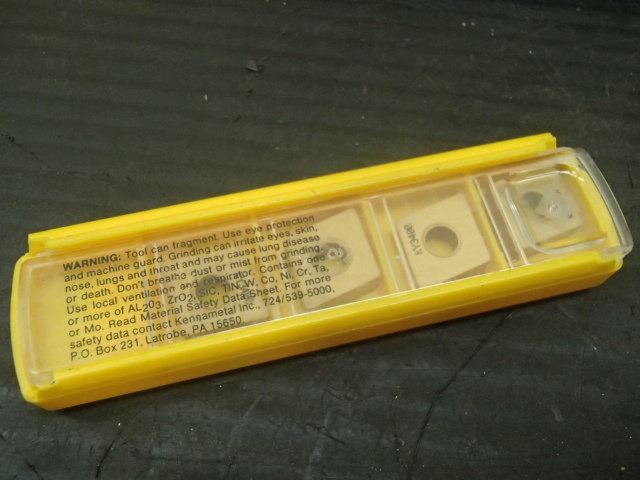 WARNING: Tool can fragment. Use eye protection
and machine guard. Grinding can irritate eyes, skin,
nose, lungs and throat and may cause lung disease
or death. Don't breathe dust or mist from grinding.
Use local ventilation and respirator. Contains one
or more of AL2O3, ZrO2, SiC, TiN, W, Co, Ni, Cr, Ta,
or Mo. Read Material Safety Data Sheet. For more
safety data contact Kennametal Inc., 724/539-5000,
P.O. Box 231, Latrobe, PA 15650.
KY3400